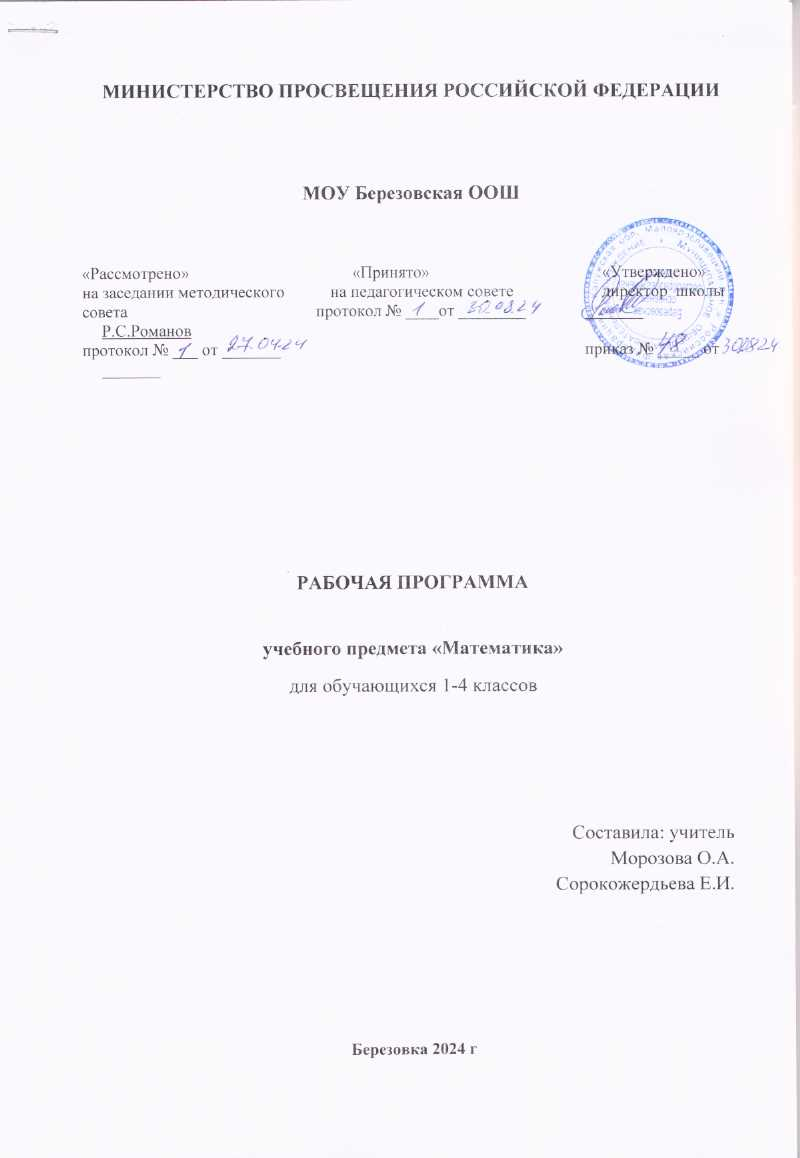 МИНИСТЕРСТВО ПРОСВЕЩЕНИЯ РОССИЙСКОЙ ФЕДЕРАЦИИ
МОУ Березовская ООШ
«Рассмотрено»
на заседании методического
совета
Р.С.Романов
протокол № 1 от 27.04.24
«Принято»
на педагогическом совете
протокол № 1 от 30.08.24
«Утверждено»
директор школы
приказ № 48 от 30.08.24
РАБОЧАЯ ПРОГРАММА
учебного предмета «Математика»
для обучающихся 1-4 классов
Составила: учитель
Морозова О.А.
Сорокожердьева Е.И.
Березовка 2024 г